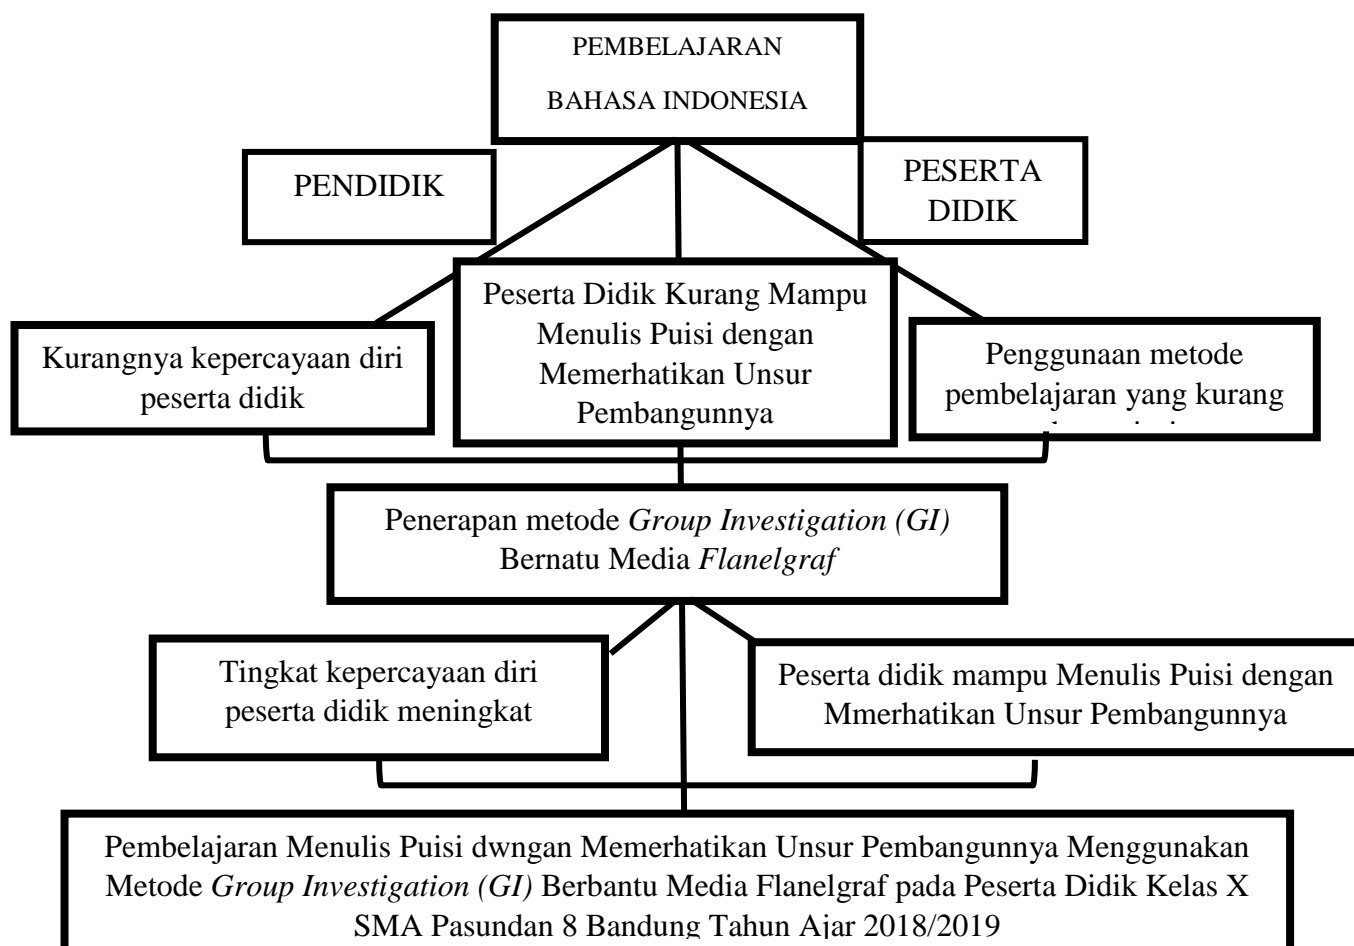 PEMBELAJARAN
BAHASA INDONESIA
PENDIDIK
PESERTA
DIDIK
Kurangnya kepercayaan diri
peserta didik
Peserta Didik Kurang Mampu
Menulis Puisi dengan
Memerhatikan Unsur
Pembangunnya
Penggunaan metode
pembelajaran yang kurang
Penerapan metode Group Investigation (GI)
Bernatu Media Flanelgraf
Tingkat kepercayaan diri
peserta didik meningkat
Peserta didik mampu Menulis Puisi dengan
Mmerhatikan Unsur Pembangunnya
Pembelajaran Menulis Puisi dwngan Memerhatikan Unsur Pembangunnya Menggunakan
Metode Group Investigation (GI) Berbantu Media Flanelgraf pada Peserta Didik Kelas X
SMA Pasundan 8 Bandung Tahun Ajar 2018/2019